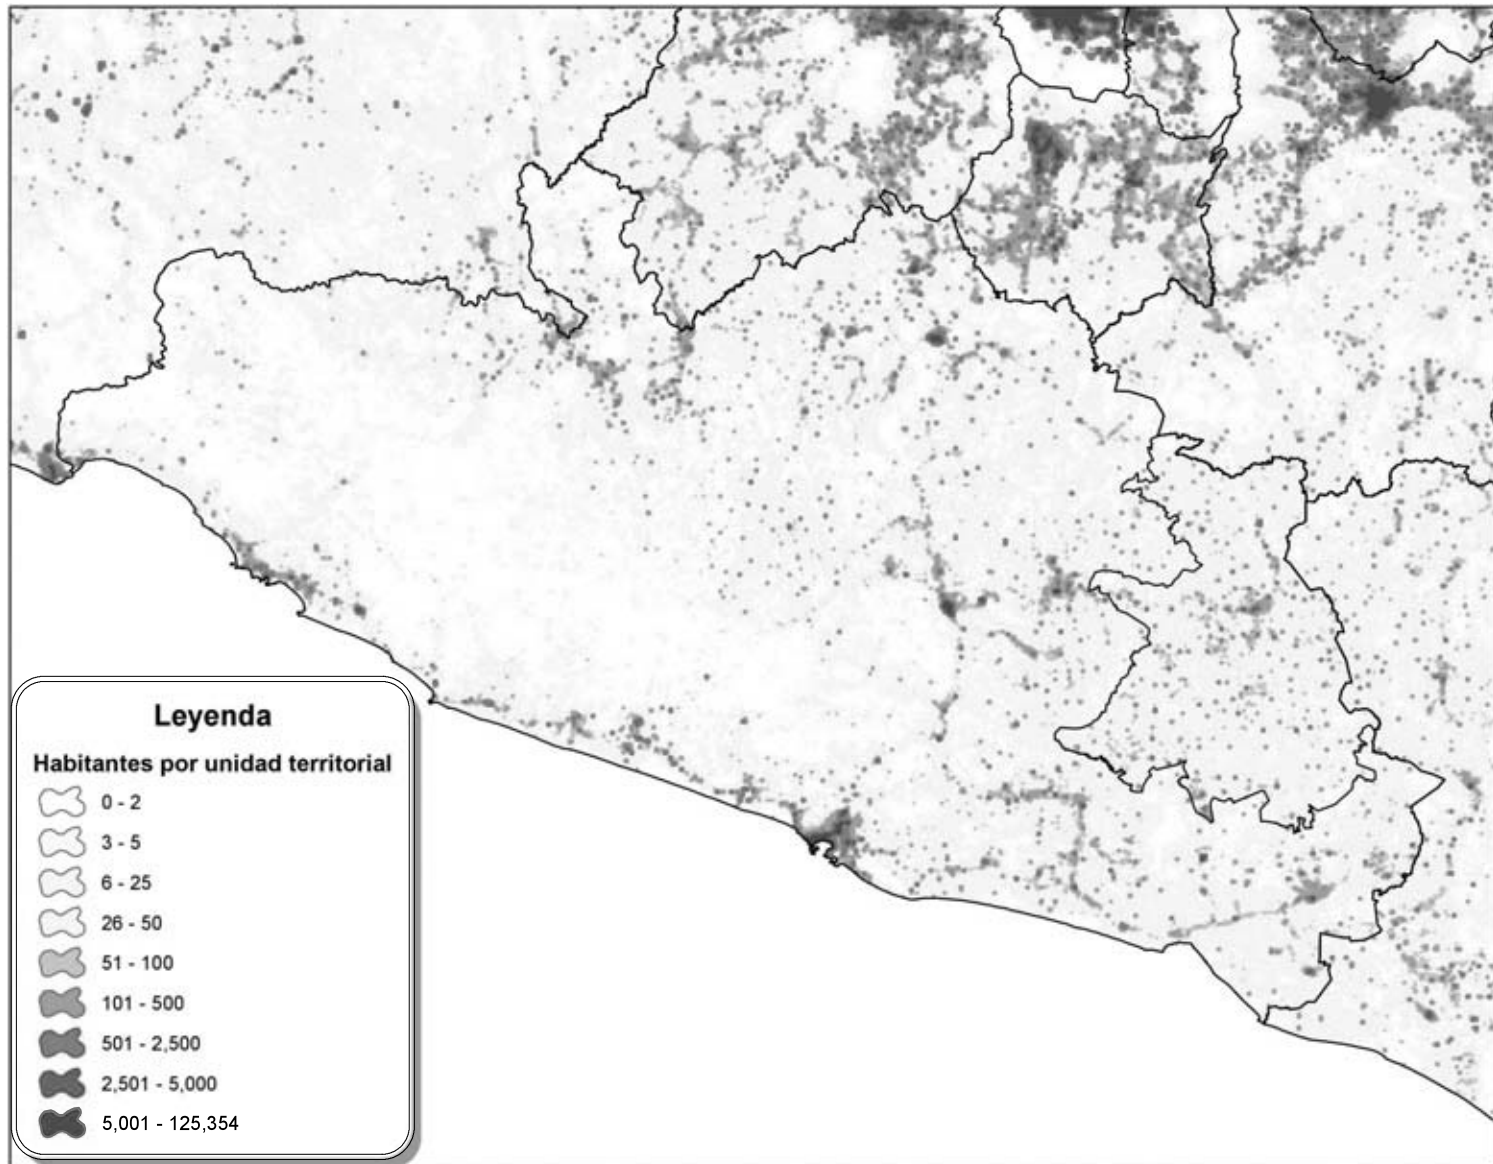 Leyenda
Habitantes por unidad territorial
0 - 2
3 - 5
6 - 25
26 - 50
51 - 100
101 - 500
501 - 2,500
2,501 - 5,000
5,001 - 125,354